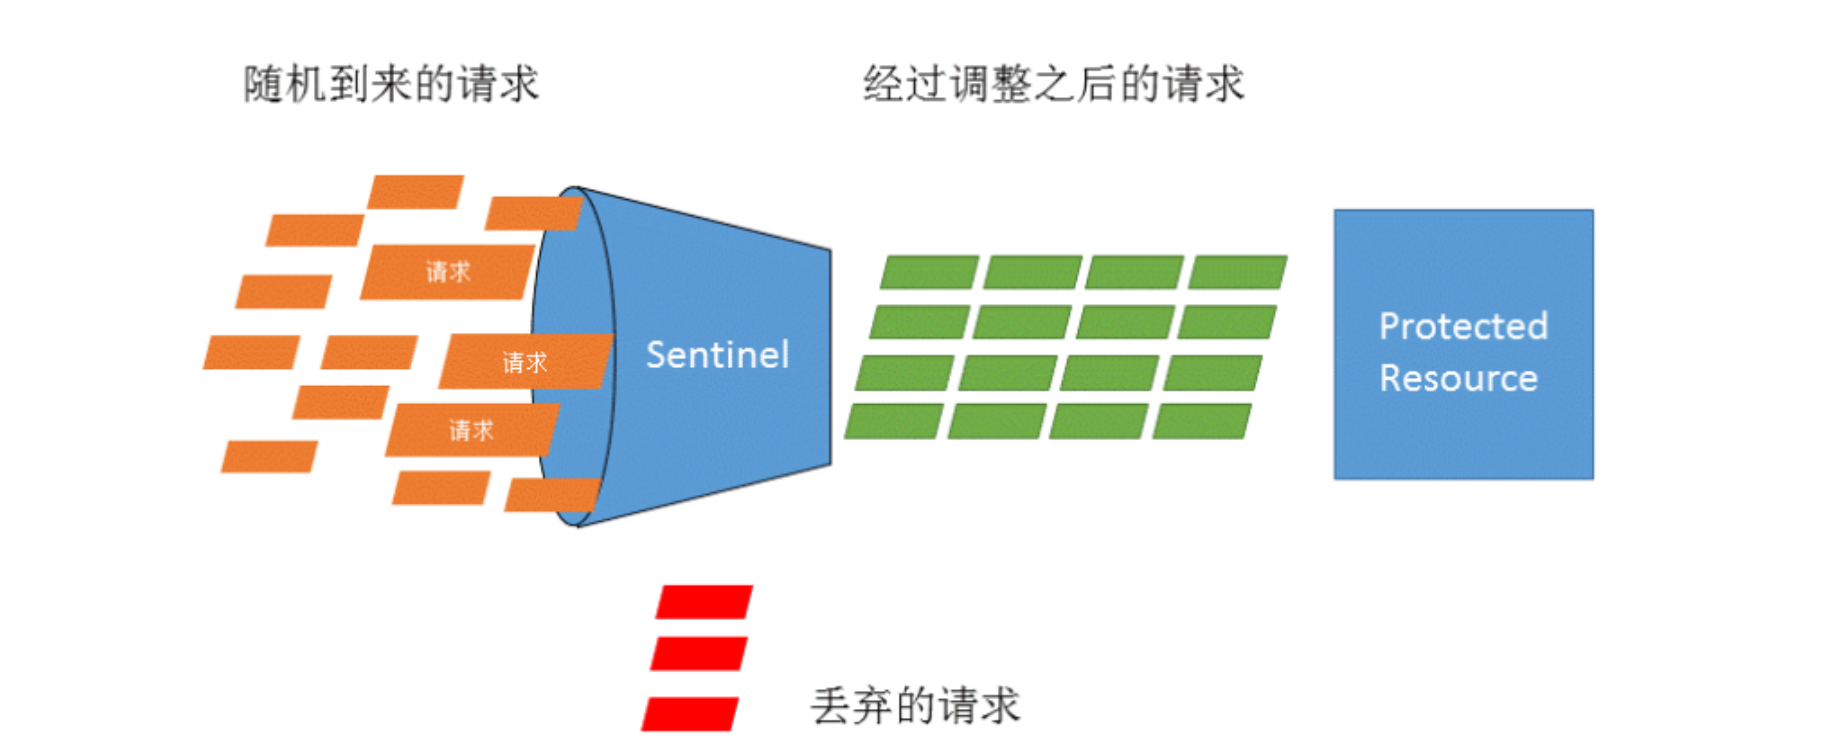 随机到来的请求
经过调整之后的请求
请求
请求
请求
Sentinel
Protected
Resource
丢弃的请求